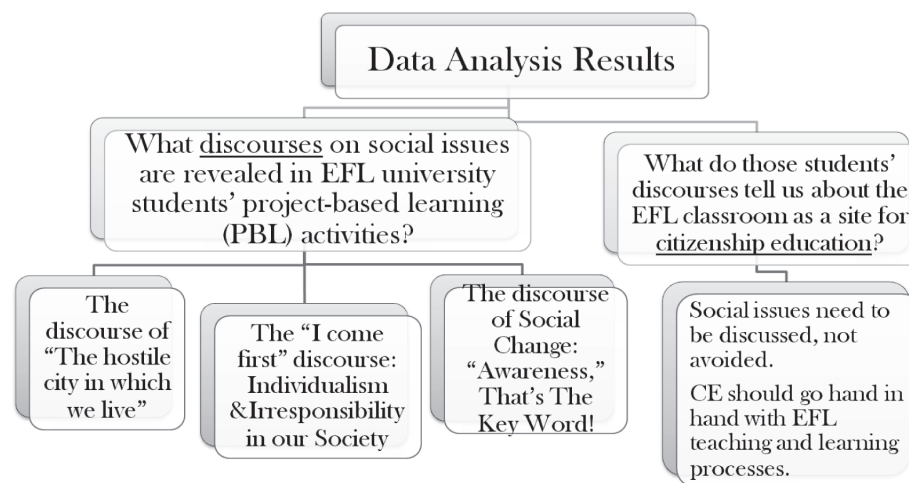 Data Analysis Results
What discourses on social issues
are revealed in EFL university
students' project-based learning
(PBL) activities?
What do those students'
discourses tell us about the
EFL classroom as a site for
citizenship education?
The
discourse of
“The hostile
city in which
we live”
The “I come
first” discourse:
Individualism
&Irresponsibility
in our Society
The discourse
of Social
Change:
“Awareness,”
That's The
Key Word!
Social issues need to
be discussed, not
avoided.
CE should go hand in
hand with EFL
teaching and learning
processes.